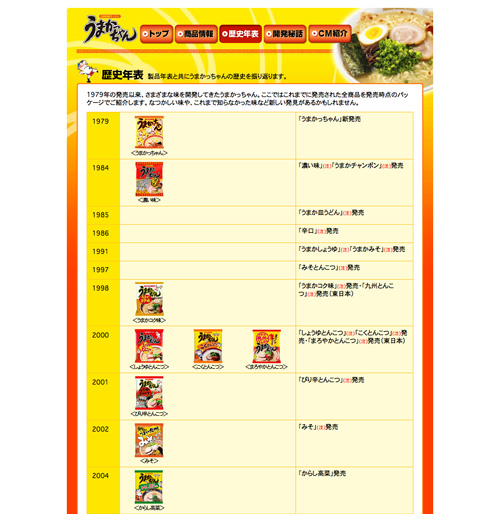 うまかっちゃん
トップ
商品情報
歴史年表
開発秘話
CM紹介
歴史年表 製品年表と共にうまかっちゃんの歴史を振り返ります。
1979年の発売以来、さまざまな味を開発してきたうまかっちゃん。ここではこれまでに発売された全商品を発売時点のパッ
ケージでご紹介します。なつかしい味や、これまで知らなかった味など新しい発見があるかもしれません。
1979
<うまかっちゃん>
「うまかっちゃん」新発売
1984
<濃い味>
「濃い味」(注)「うまかチャンポン」(注)発売
1985
「うまか皿うどん」(注)発売
1986
「辛口」(注)発売
1991
「うまかしょうゆ」(注)「うまかみそ」(注)発売
1997
「みそとんこつ」(注)発売
1998
<うまかコク味>
「うまかコク味」(注)発売・「九州とんこ
つ」(注)発売(東日本)
2000
<しょうゆとんこつ>
<こくとんこつ>
<まろやかとんこつ>
「しょうゆとんこつ」(注)「こくとんこつ」(注)発
売・「まろやかとんこつ」(注)発売(東日本)
2001
<ぴり辛とんこつ>
「ぴり辛とんこつ」(注)発売
2002
<みそ>
「みそ」(注)発売
2004
<からし高菜>
「からし高菜」発売